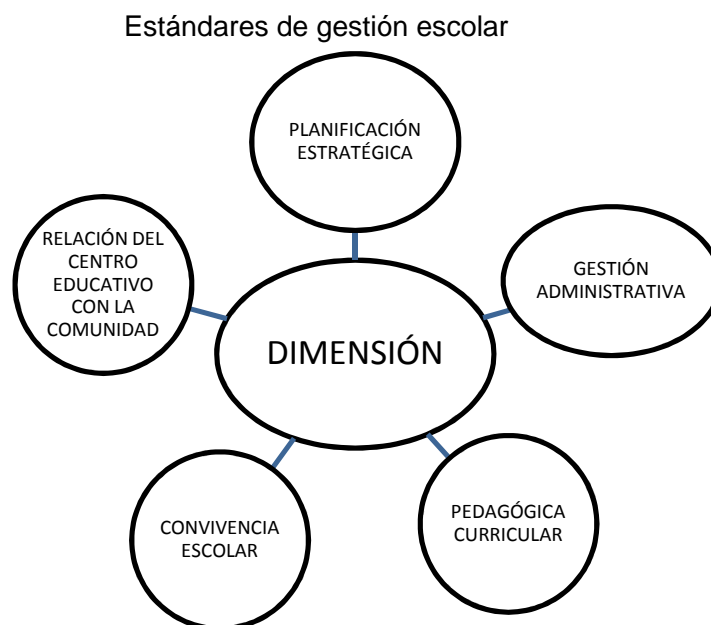 Estándares de gestión escolar
PLANIFICACIÓN
ESTRATÉGICA
RELACIÓN DEL
CENTRO
EDUCATIVO
CON LA
COMUNIDAD
GESTIÓN
ADMINISTRATIVA
DIMENSIÓN
CONVIVENCIA
ESCOLAR
PEDAGÓGICA
CURRICULAR